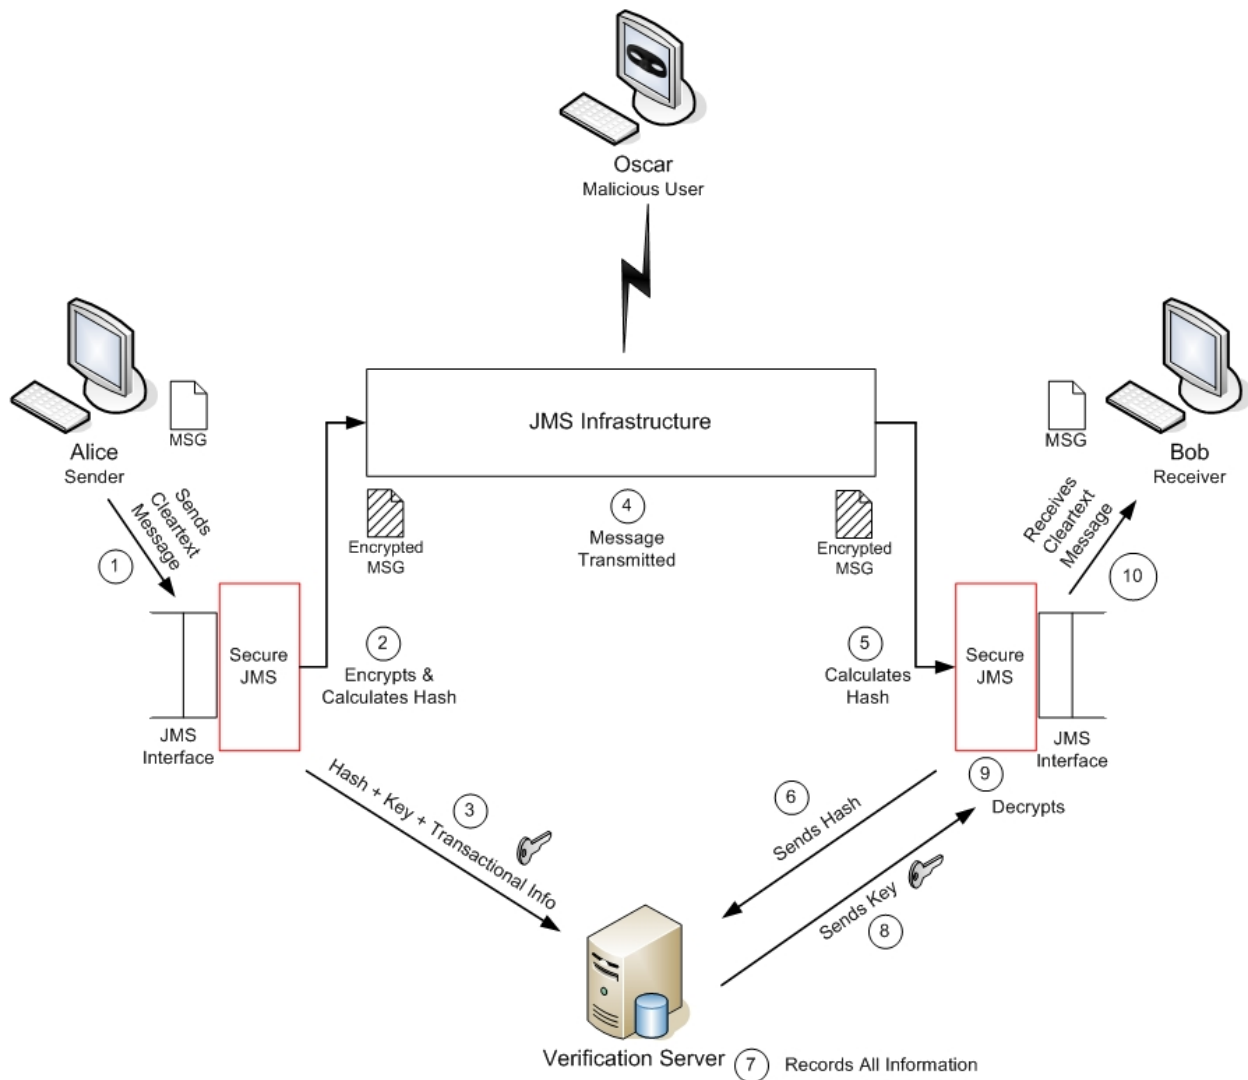 Oscar
Malicious User
Alice
Sender
MSG
Sends
Cleartext
Message
1
JMS Infrastructure
MSG
Bob
Receiver
Receives
Cleartext
Message
10
Encrypted
MSG
4
Message
Transmitted
Encrypted
MSG
Secure
JMS
JMS
Interface
2
Encrypts &
Calculates Hash
5
Calculates
Hash
Secure
JMS
JMS
Interface
3
Hash + Key + Transactional Info
6
Sends Hash
9
Decrypts
Sends Key
8
Verification Server
7
Records All Information